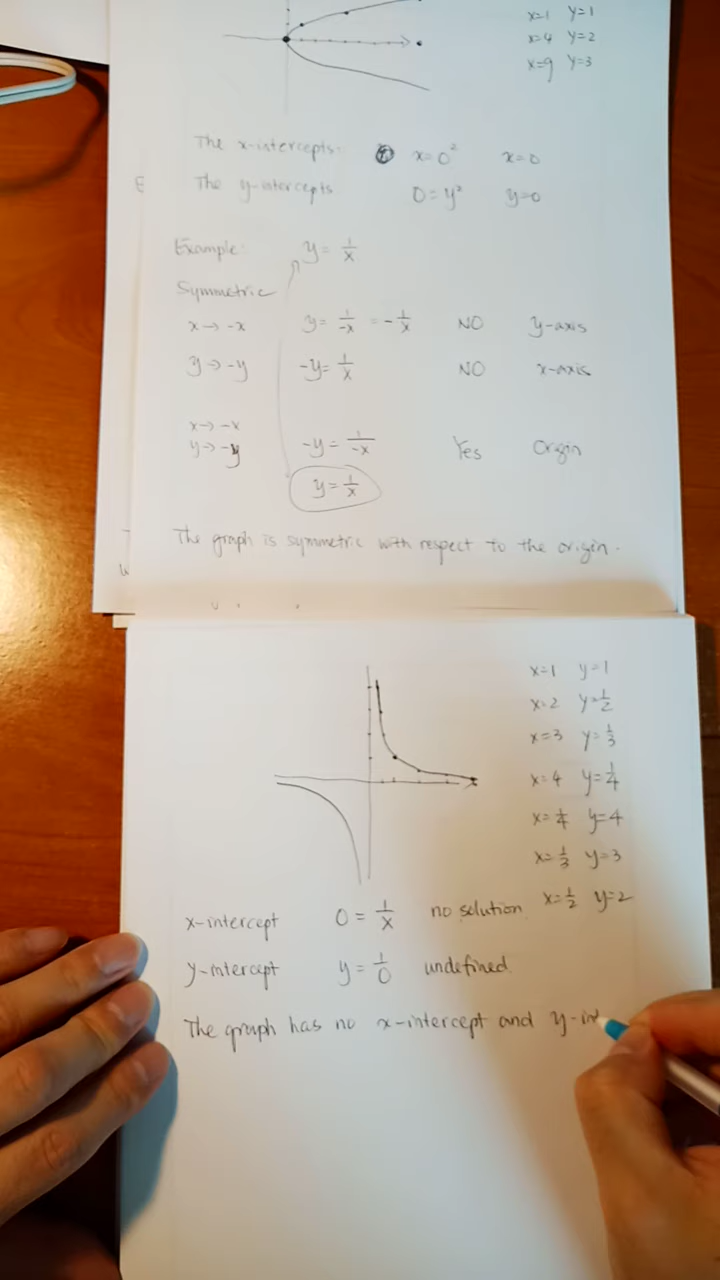 x=1 y=1
x=4 y=2
x=9 y=3
The x-intercepts: x=0² x=0
The y-intercepts 0=y² y=0
Example: y = 1/x
Symmetric
x → -x y = 1/-x = -1/x NO y-axis
y → -y -y = 1/x NO x-axis
x → -x
y → -y -y = 1/-x Yes Origin
y = 1/x
The graph is symmetric with respect to the origin.
x=1 y=1
x=2 y=1/2
x=3 y=1/3
x=4 y=1/4
x=1/4 y=4
x=1/3 y=3
x=1/2 y=2
x-intercept 0 = 1/x no solution
y-intercept y = 1/0 undefined
The graph has no x-intercept and y-int